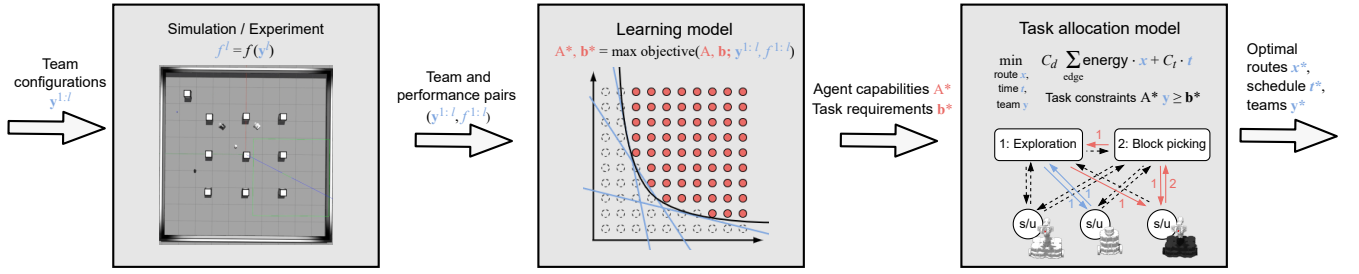 Team
configurations
y^{1:l}
Simulation / Experiment
f^l = f(y^l)
Team and
performance pairs
(y^{1:l}, f^{1:l})
Learning model
A*, b* = max objective(A, b; y^{1:l}, f^{1:l})
Agent capabilities A*
Task requirements b*
Task allocation model
min C_d ∑ energy · x + C_t · t
route x, edge
time t,
team y
Task constraints A* y ≥ b*
1: Exploration
2: Block picking
1
1
1
1
1
2
s/u
s/u
s/u
Optimal
routes x*,
schedule t*,
teams y*